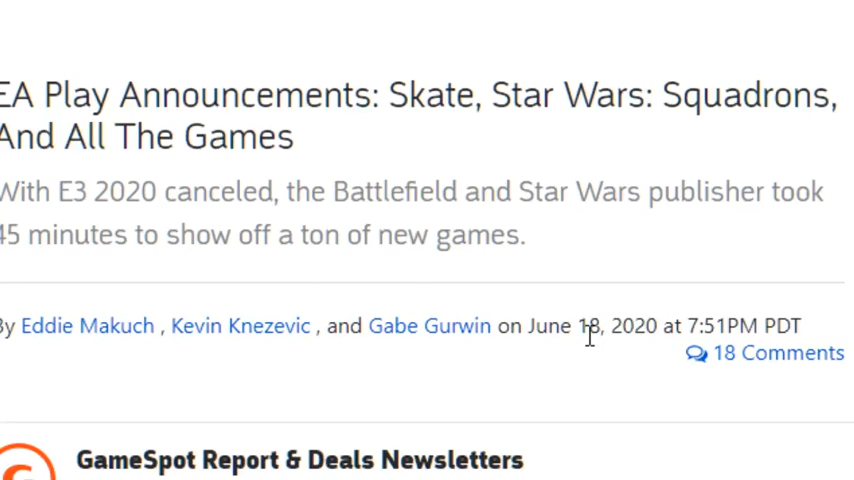 EA Play Announcements: Skate, Star Wars: Squadrons,
And All The Games
With E3 2020 canceled, the Battlefield and Star Wars publisher took
45 minutes to show off a ton of new games.
By Eddie Makuch , Kevin Knezevic , and Gabe Gurwin on June 18, 2020 at 7:51PM PDT
18 Comments
GameSpot Report & Deals Newsletters